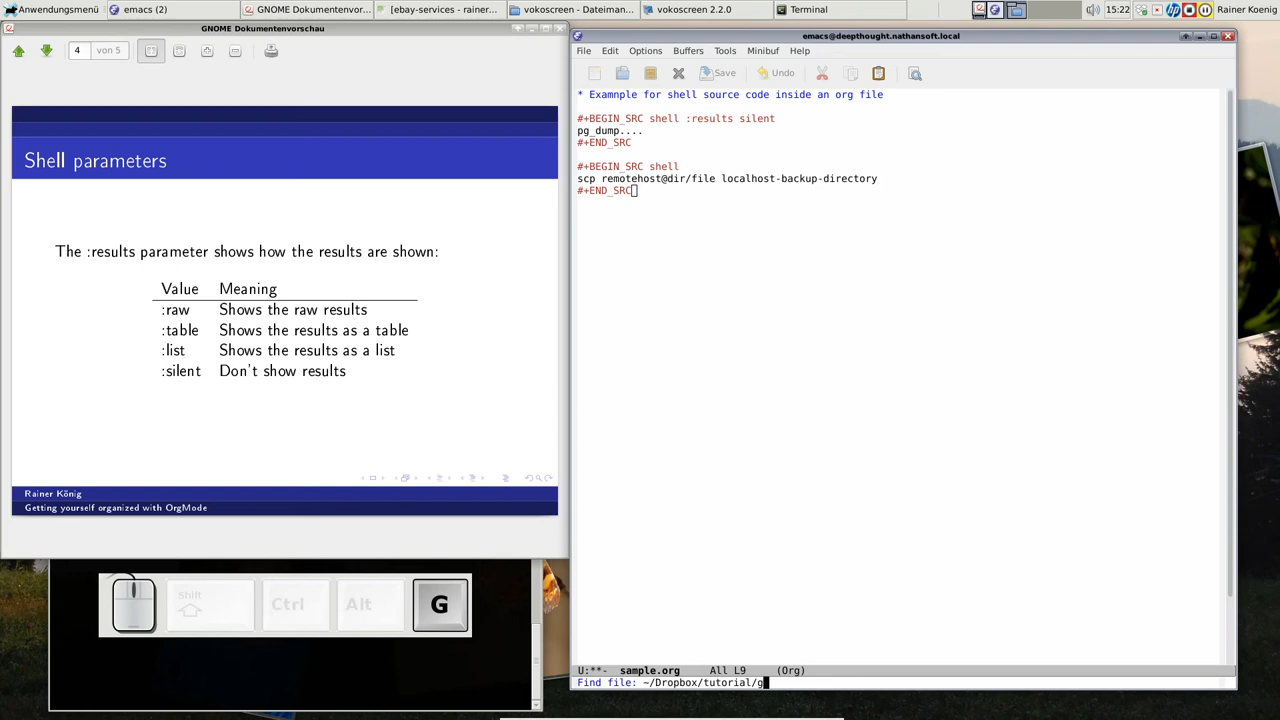 Anwendungsmenü
emacs (2)
GNOME Dokumentenvor...
[ebay-services - rainer...
vokoscreen - Dateiman...
vokoscreen 2.2.0
Terminal
15:22
Rainer Koenig
GNOME Dokumentenvorschau
4 von 5
Shell parameters
The :results parameter shows how the results are shown:
Value Meaning
:raw Shows the raw results
:table Shows the results as a table
:list Shows the results as a list
:silent Don't show results
Rainer König
Getting yourself organized with OrgMode
Shift
Ctrl
Alt
G
emacs@deepthought.nathansoft.local
File Edit Options Buffers Tools Minibuf Help
Save
Undo
* Examnple for shell source code inside an org file
#+BEGIN_SRC shell :results silent
pg_dump....
#+END_SRC
#+BEGIN_SRC shell
scp remotehost@dir/file localhost-backup-directory
#+END_SRC
U:**- sample.org All L9 (Org)
Find file: ~/Dropbox/tutorial/g